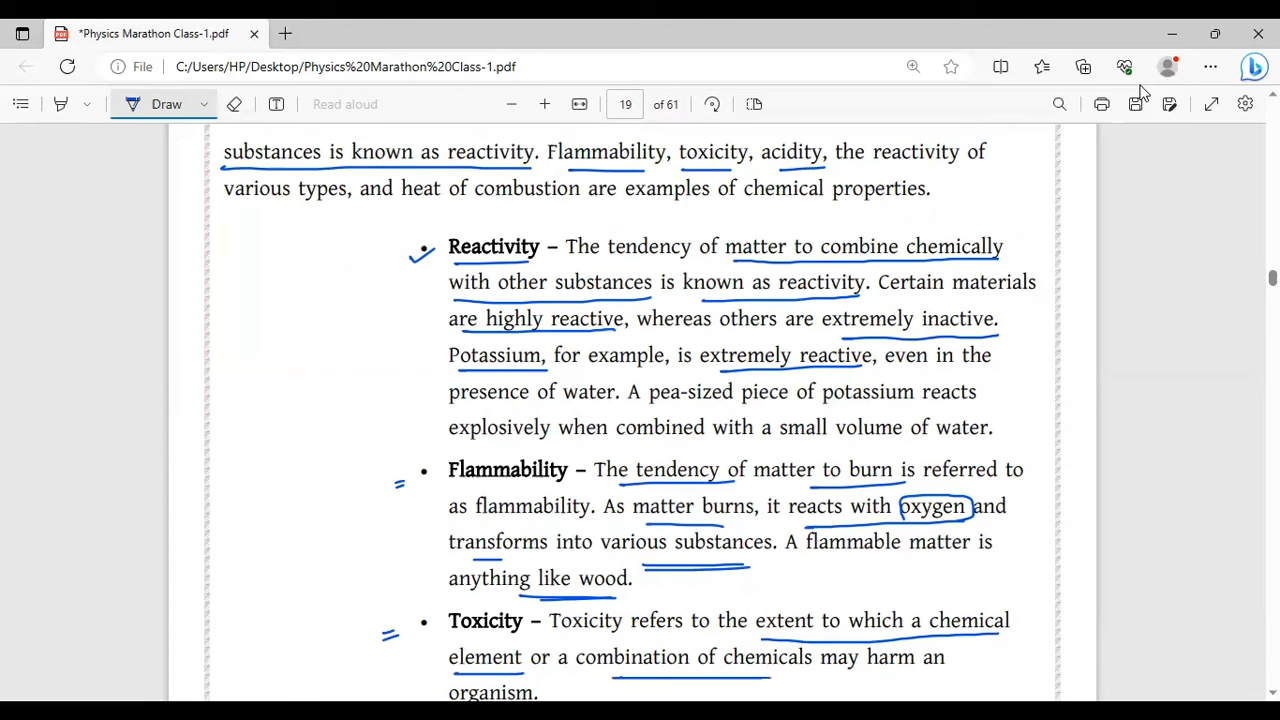 *Physics Marathon Class-1.pdf
File C:/Users/HP/Desktop/Physics%20Marathon%20Class-1.pdf
Draw Read aloud 19 of 61
substances is known as reactivity. Flammability, toxicity, acidity, the reactivity of
various types, and heat of combustion are examples of chemical properties.
• Reactivity – The tendency of matter to combine chemically
with other substances is known as reactivity. Certain materials
are highly reactive, whereas others are extremely inactive.
Potassium, for example, is extremely reactive, even in the
presence of water. A pea-sized piece of potassium reacts
explosively when combined with a small volume of water.
• Flammability – The tendency of matter to burn is referred to
as flammability. As matter burns, it reacts with oxygen and
transforms into various substances. A flammable matter is
anything like wood.
• Toxicity – Toxicity refers to the extent to which a chemical
element or a combination of chemicals may harm an
organism.